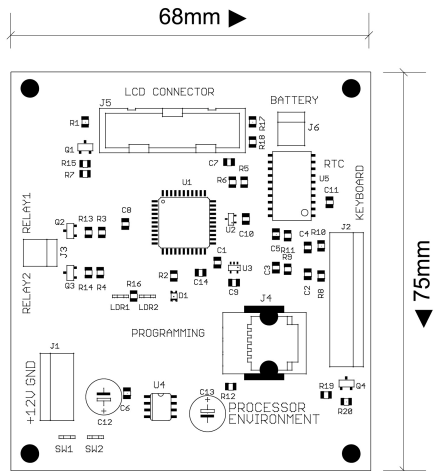 68mm
LCD CONNECTOR
J5
BATTERY
R1
R17
Q1
R18
J6
R15
C7
R5
RTC
R7
R6
U5
U1
C11
KEYBOARD
RELAY1
C8
Q2
R13 R3
U2
C10
J2
C4 R10
C5 R11
J3
C1
U3
R9
RELAY2
Q3
R14 R4
R2
C14
C3
C2
R8
C9
R16
D1
J4
LDR1 LDR2
75mm
PROGRAMMING
J1
+12V GND
U4
C13
R12
R19
Q4
C6
C12
R20
PROCESSOR
ENVIRONMENT
SW1 SW2